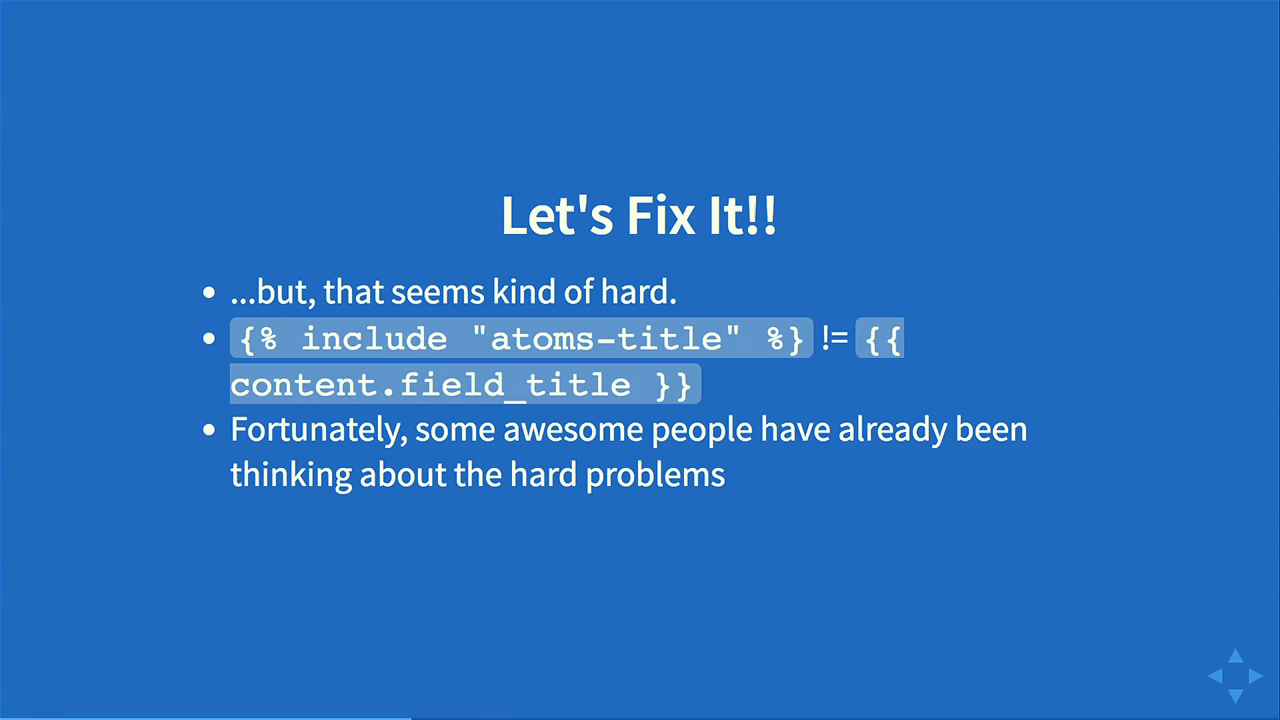 Let's Fix It!!
...but, that seems kind of hard.
{% include "atoms-title" %} != {{
content.field_title }}
Fortunately, some awesome people have already been
thinking about the hard problems